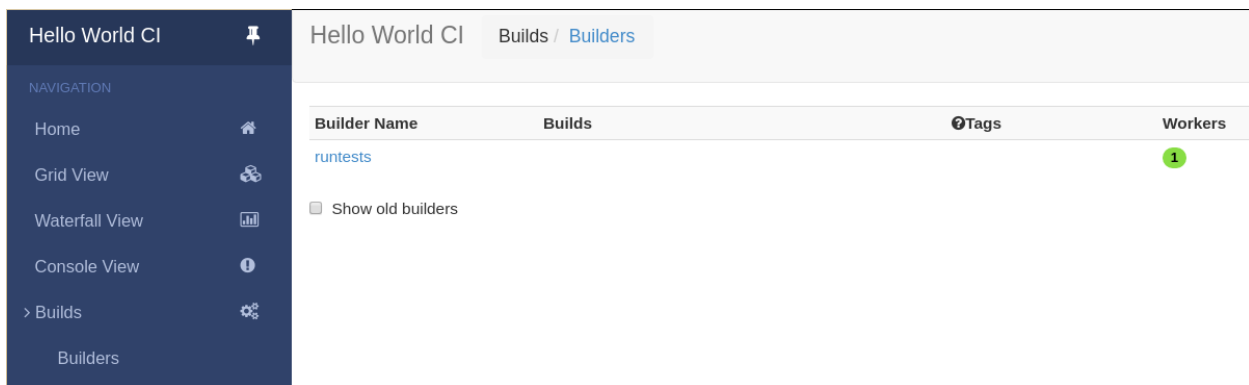 Hello World CI
NAVIGATION
Home
Grid View
Waterfall View
Console View
> Builds
Builders
Hello World CI Builds / Builders
Builder Name Builds ?Tags Workers
runtests 1
Show old builders